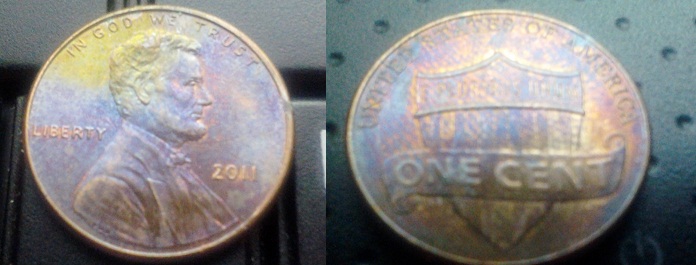 IN GOD WE TRUST
LIBERTY
2011
UNITED STATES OF AMERICA
ONE CENT